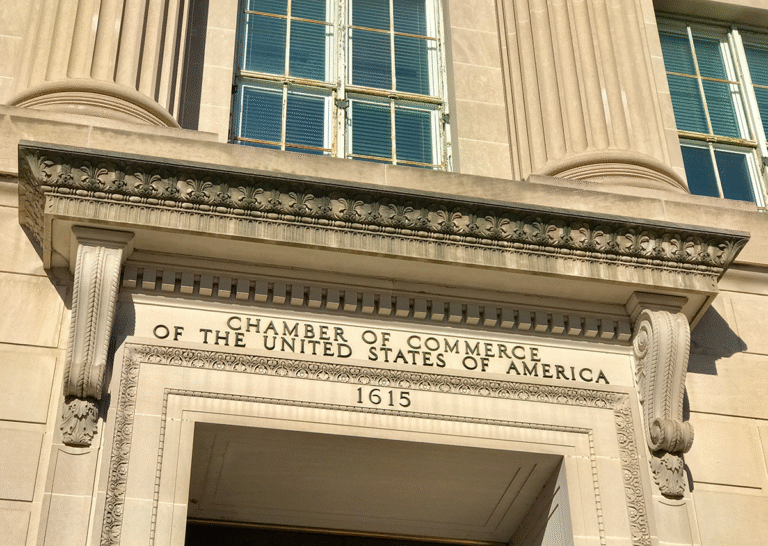 CHAMBER OF COMMERCE
OF THE UNITED STATES OF AMERICA
1615